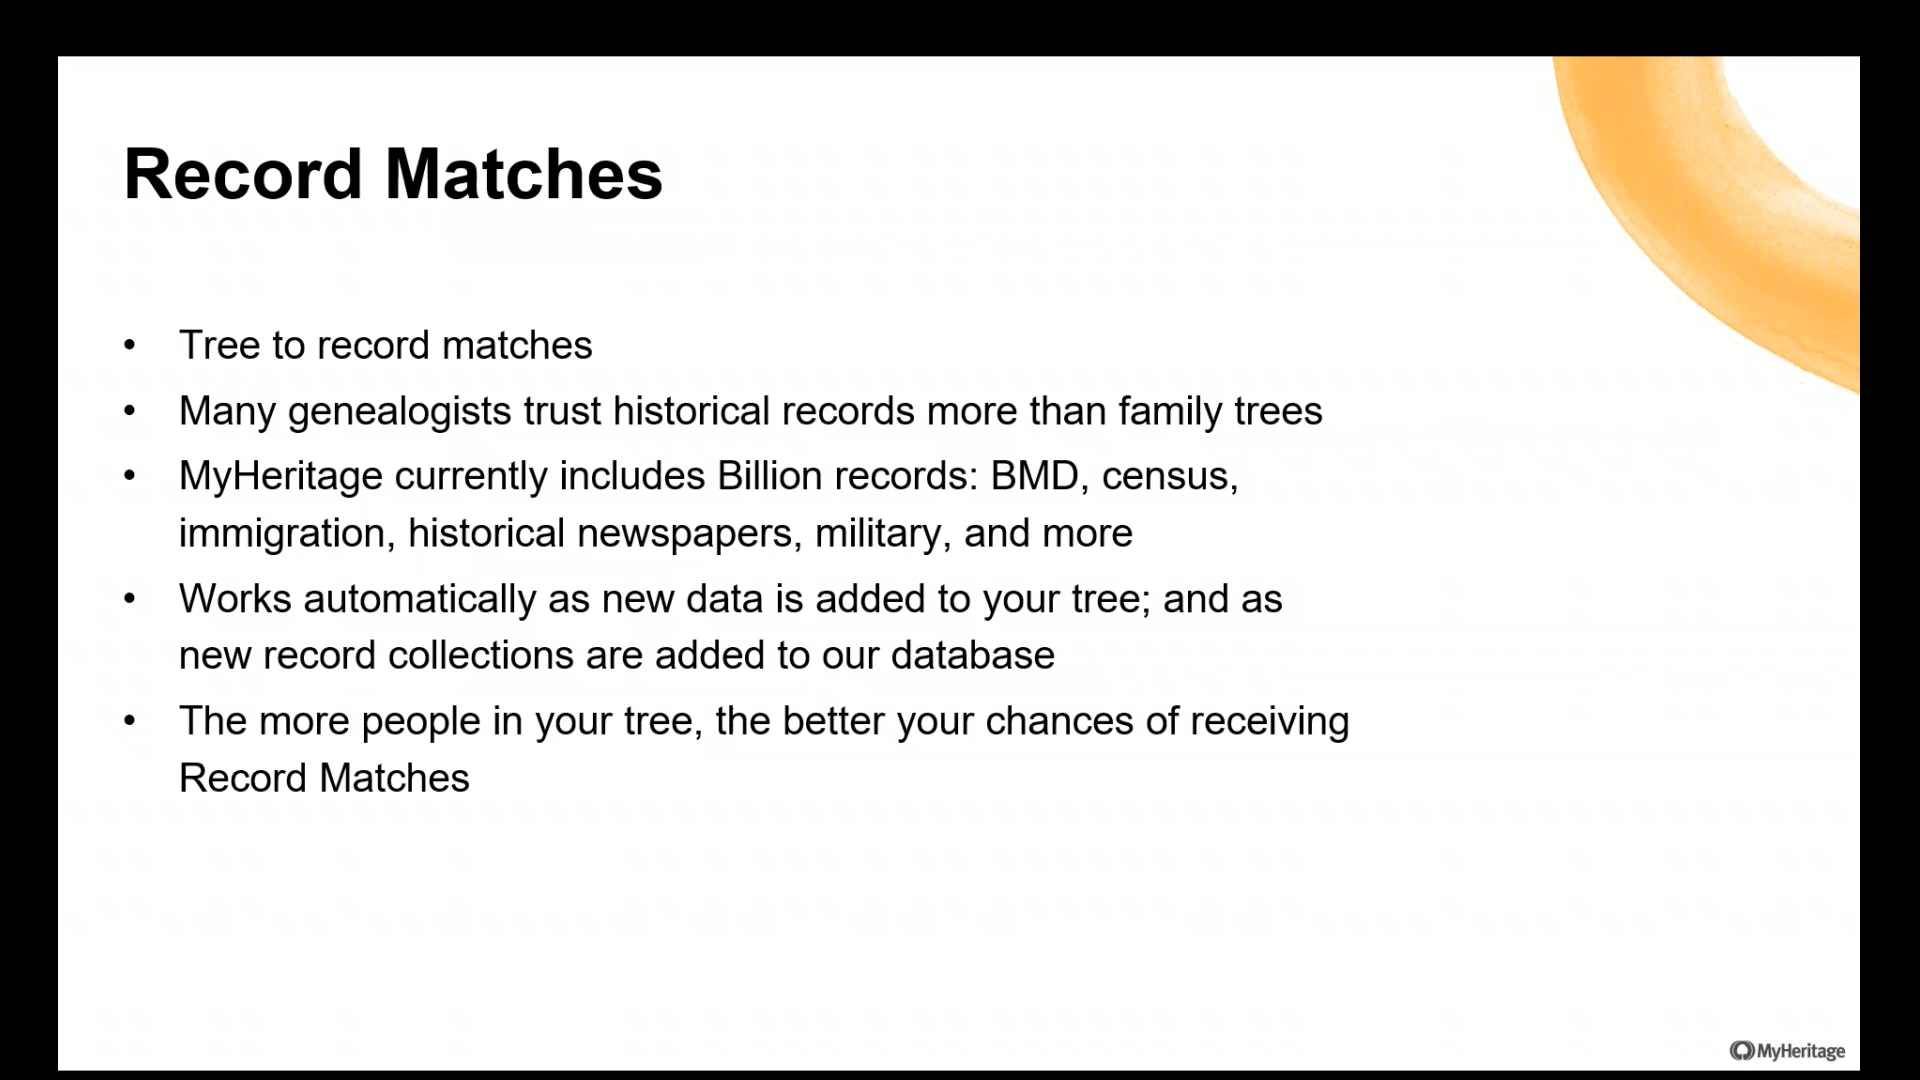 Record Matches
• Tree to record matches
• Many genealogists trust historical records more than family trees
• MyHeritage currently includes Billion records: BMD, census,
immigration, historical newspapers, military, and more
• Works automatically as new data is added to your tree; and as
new record collections are added to our database
• The more people in your tree, the better your chances of receiving
Record Matches
MyHeritage